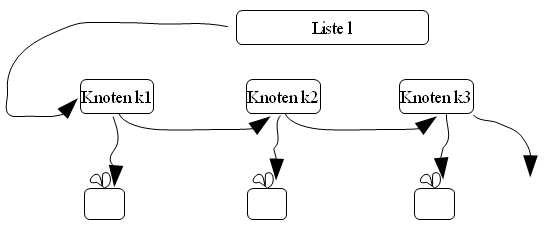 Liste l
Knoten k1
Knoten k2
Knoten k3